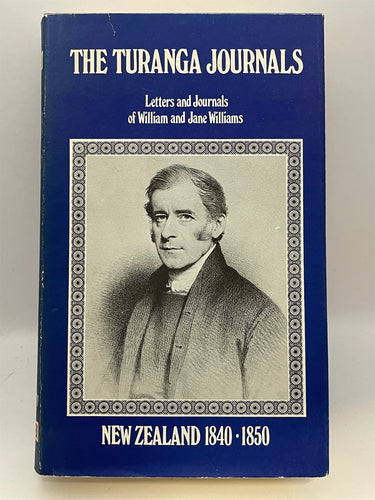 THE TURANGA JOURNALS
Letters and Journals
of William and Jane Williams
NEW ZEALAND 1840 · 1850